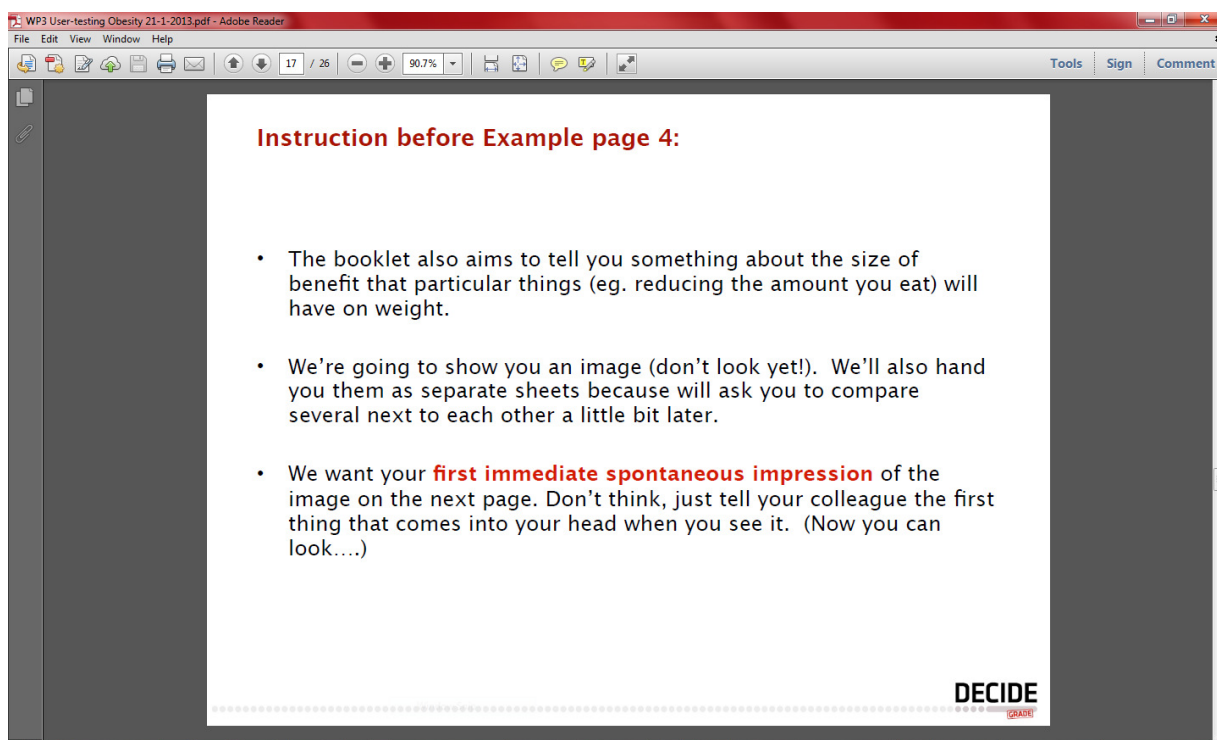 WP3 User-testing Obesity 21-1-2013.pdf - Adobe Reader
File Edit View Window Help
17 / 26 90.7% Tools Sign Comment
Instruction before Example page 4:
• The booklet also aims to tell you something about the size of
benefit that particular things (eg. reducing the amount you eat) will
have on weight.
• We're going to show you an image (don't look yet!). We'll also hand
you them as separate sheets because will ask you to compare
several next to each other a little bit later.
• We want your first immediate spontaneous impression of the
image on the next page. Don't think, just tell your colleague the first
thing that comes into your head when you see it. (Now you can
look....)
DECIDE
GRADE